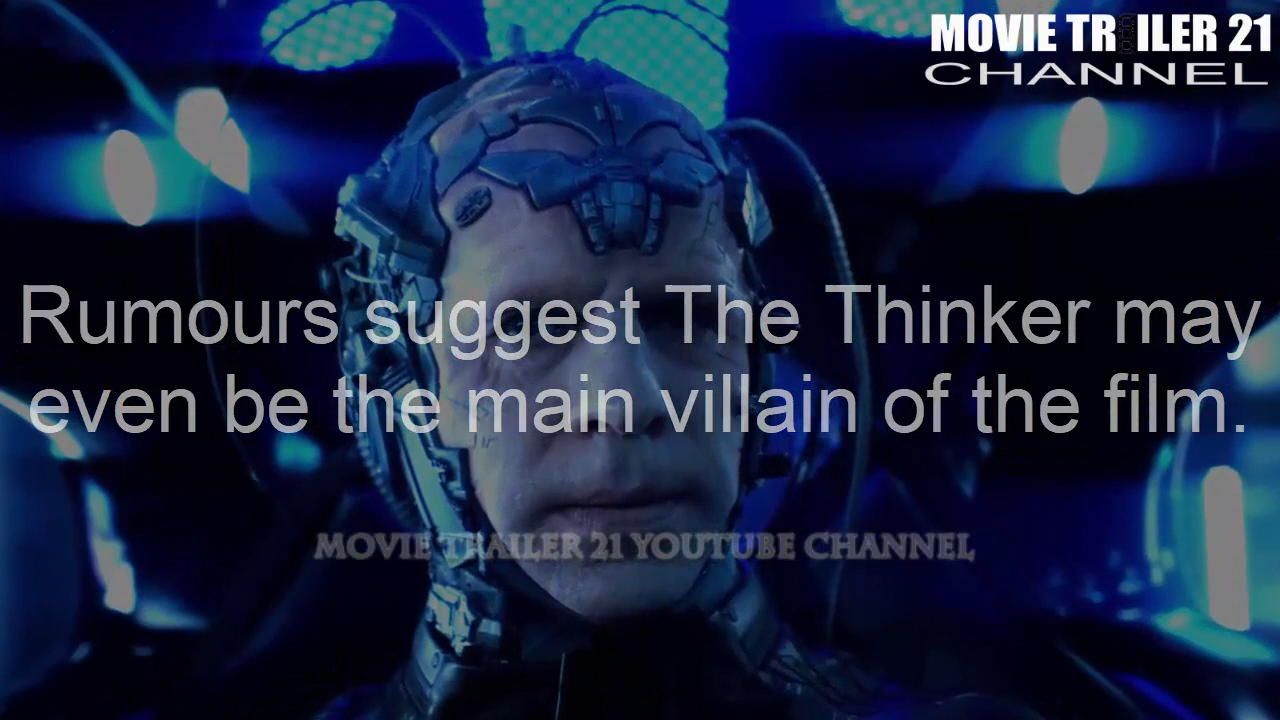 MOVIE TRAILER 21
CHANNEL
Rumours suggest The Thinker may
even be the main villain of the film.
MOVIE TRAILER 21 YOUTUBE CHANNEL